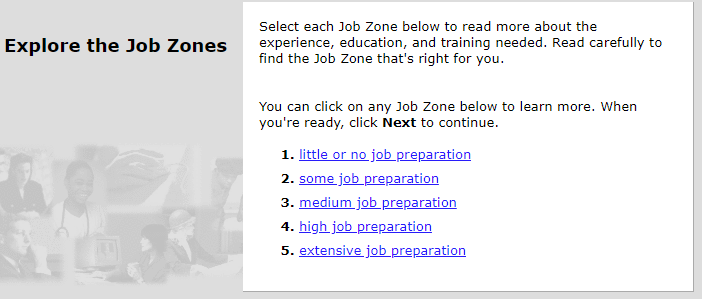 Explore the Job Zones
Select each Job Zone below to read more about the
experience, education, and training needed. Read carefully to
find the Job Zone that's right for you.
You can click on any Job Zone below to learn more. When
you're ready, click Next to continue.
1. little or no job preparation
2. some job preparation
3. medium job preparation
4. high job preparation
5. extensive job preparation